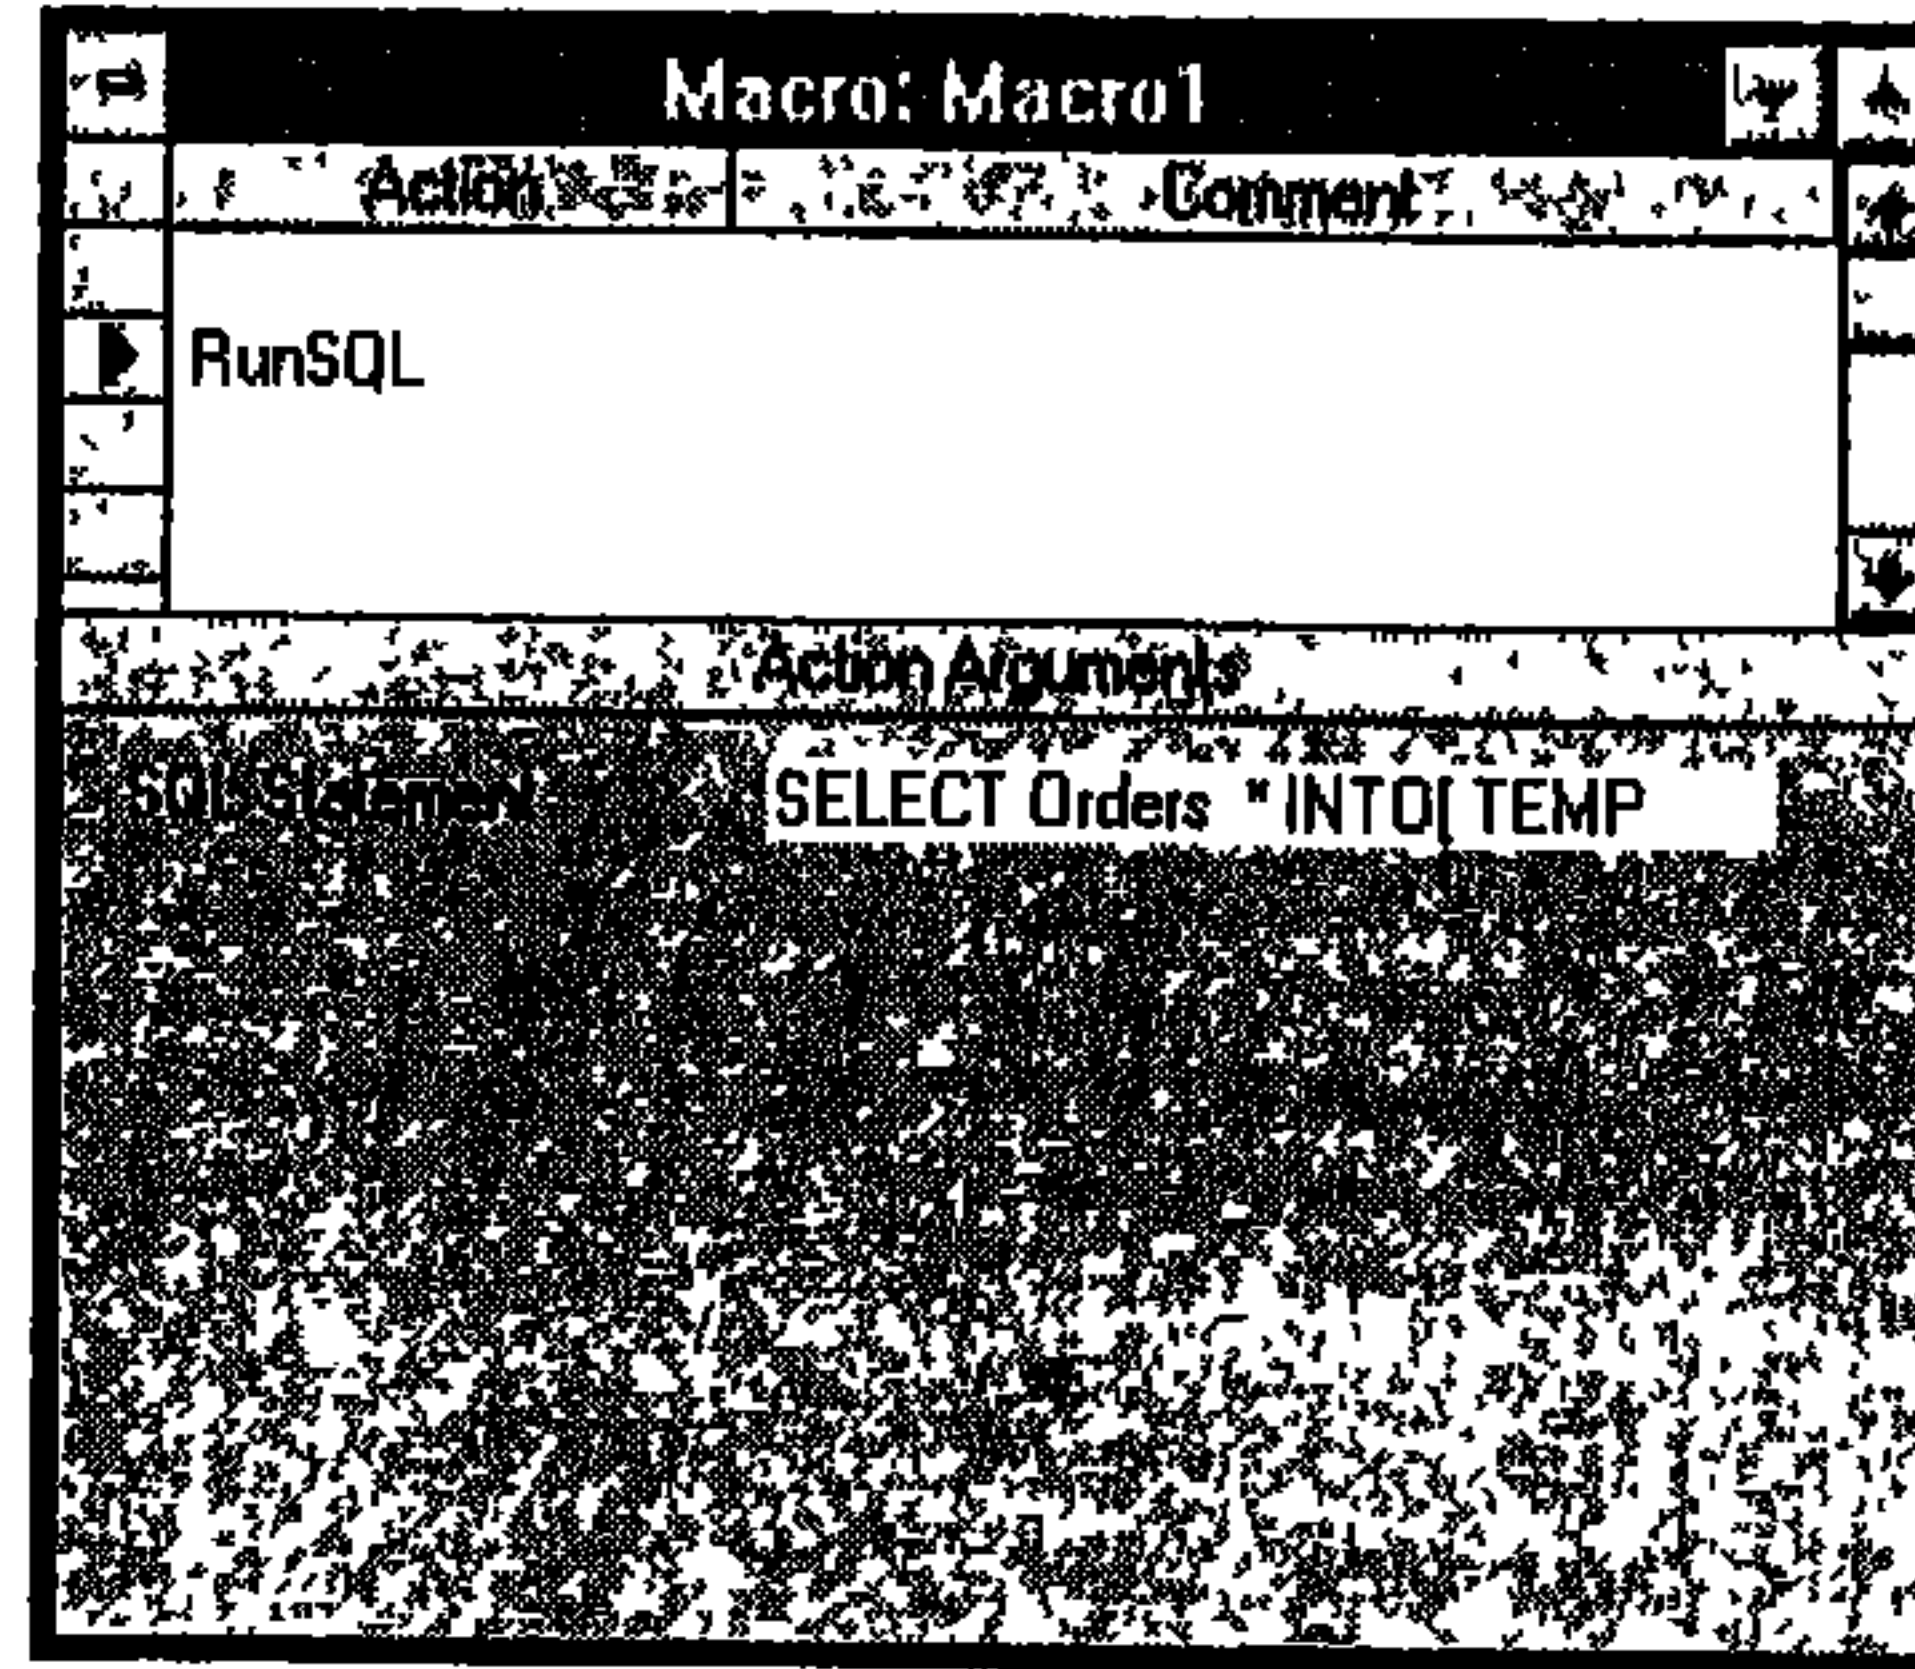 Macro: Macro1
Action Comment
RunSQL
Action Arguments
SQL Statement SELECT Orders * INTO[ TEMP